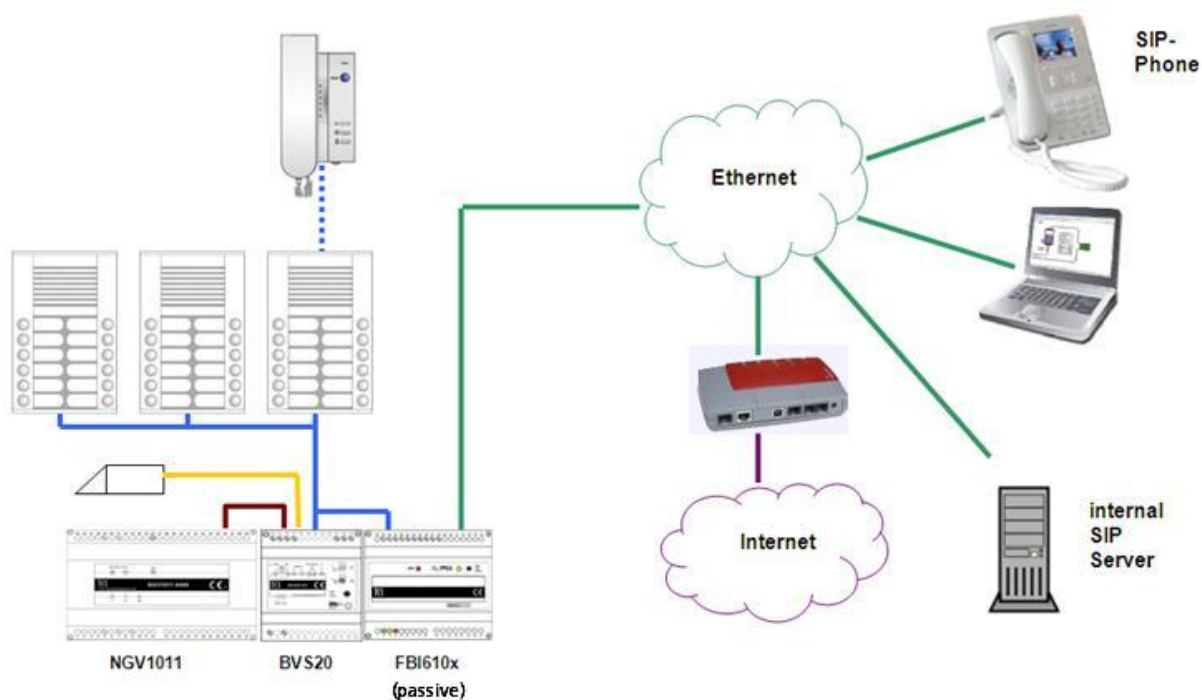 SIP-
Phone
Ethernet
Internet
internal
SIP
Server
NGV1011
BVS20
FBI610x
(passive)